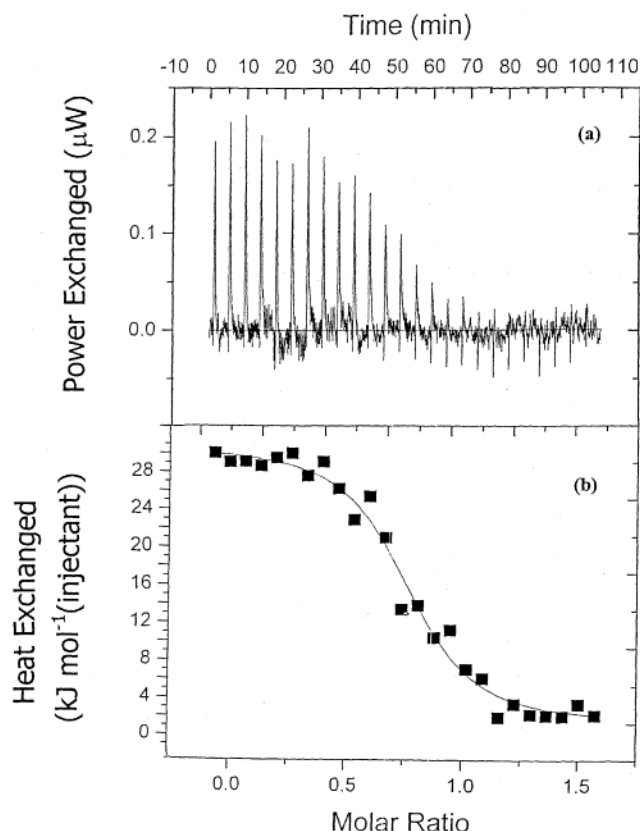 Time (min)
-10 0 10 20 30 40 50 60 70 80 90 100 110
(a)
Power Exchanged (μW)
0.2
0.1
0.0
(b)
Heat Exchanged
(kJ mol⁻¹(injectant))
28
24
20
16
12
8
4
0
0.0 0.5 1.0 1.5
Molar Ratio